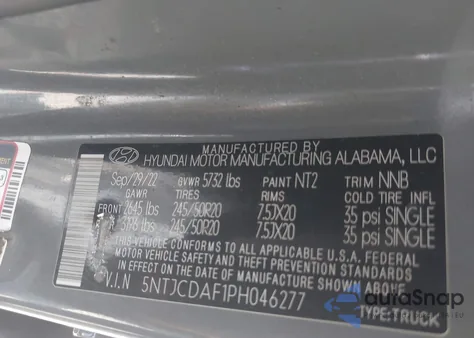 MANUFACTURED BY
HYUNDAI MOTOR MANUFACTURING ALABAMA, LLC
Sep/29/22 GVWR 5732 lbs PAINT NT2 TRIM NNB
GAWR TIRES RIMS COLD TIRE INFL
FRONT 2645 lbs 245/50R20 7.5JX20 35 psi SINGLE
lbs 245/50R20 7.5JX20 35 psi SINGLE
THIS VEHICLE CONFORMS TO ALL APPLICABLE U.S.A. FEDERAL
MOTOR VEHICLE SAFETY AND THEFT PREVENTION STANDARDS
IN EFFECT ON THE DATE OF MANUFACTURE SHOWN ABOVE
V.I.N 5NTJCDAF1PH046277
TYPE:TRUCK
auraSnap